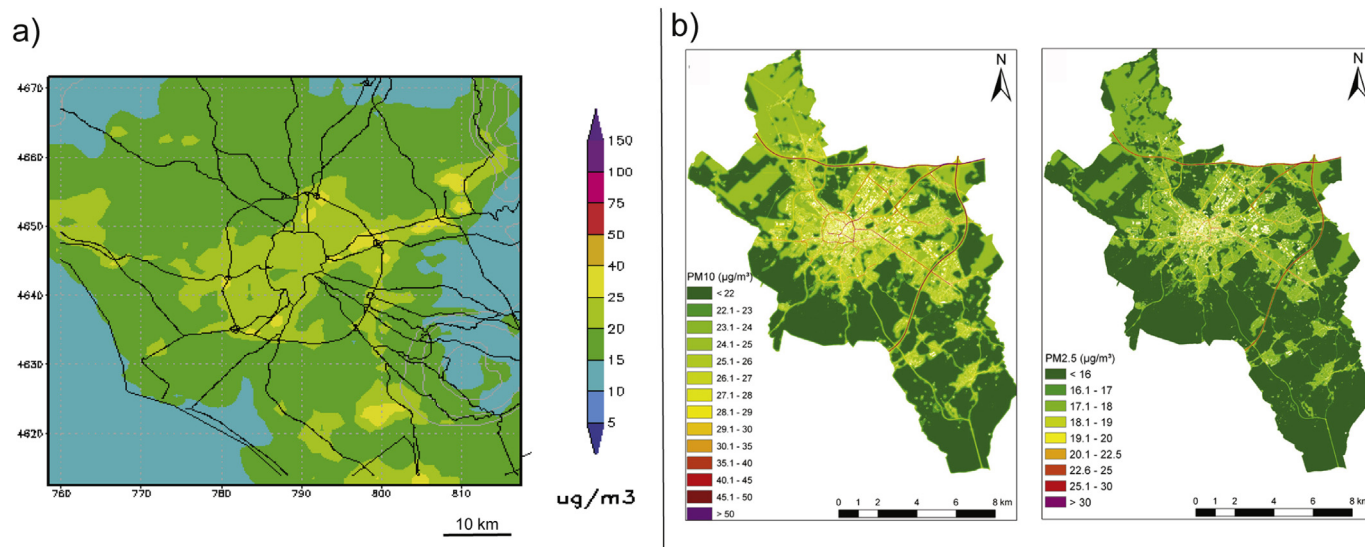 a)
4670
4660
4650
4640
4630
4620
760 770 780 790 800 810
150
100
75
50
40
25
20
15
10
5
ug/m3
10 km
b)
N
PM10 (µg/m³)
< 22
22.1 - 23
23.1 - 24
24.1 - 25
25.1 - 26
26.1 - 27
27.1 - 28
28.1 - 29
29.1 - 30
30.1 - 35
35.1 - 40
40.1 - 45
45.1 - 50
> 50
0 1 2 4 6 8 km
N
PM2.5 (µg/m³)
< 16
16.1 - 17
17.1 - 18
18.1 - 19
19.1 - 20
20.1 - 22.5
22.6 - 25
25.1 - 30
> 30
0 1 2 4 6 8 km